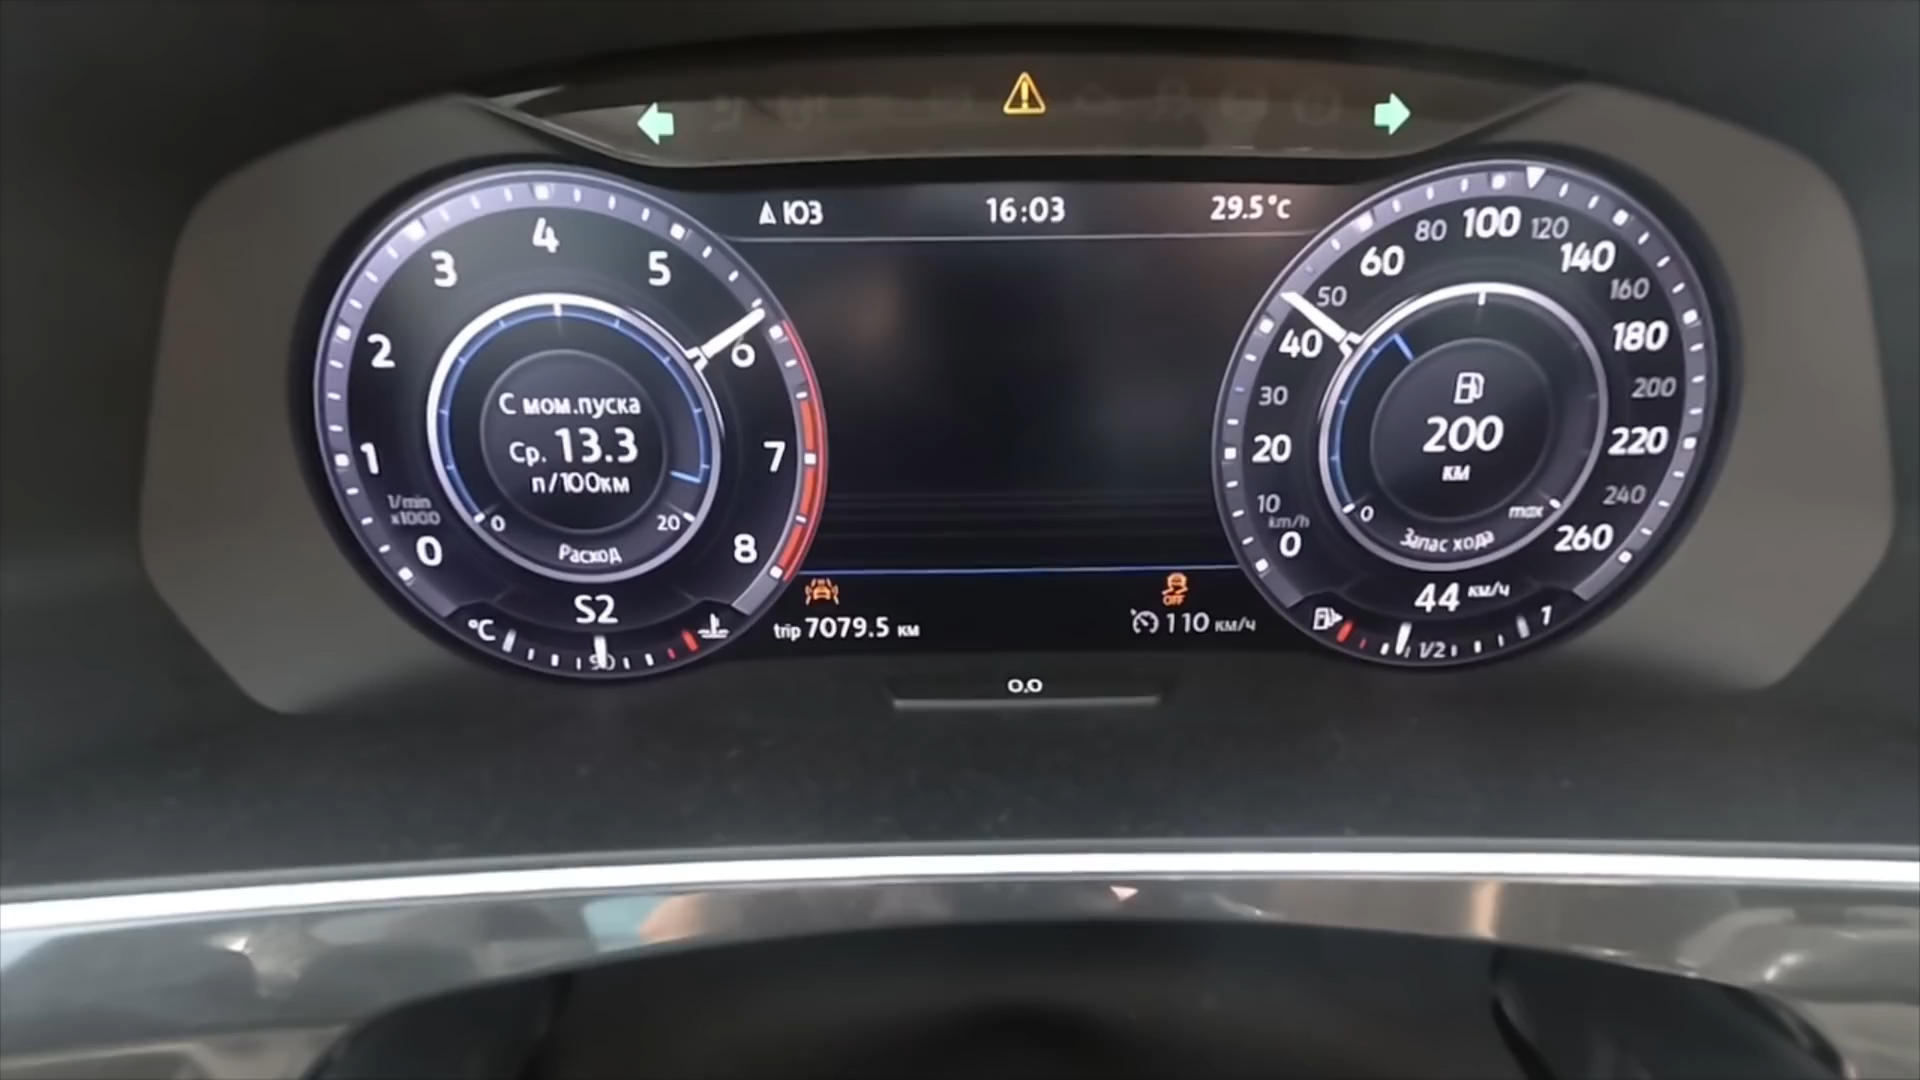 ЮЗ
16:03
29.5°C
0
1
2
3
4
5
6
7
8
1/min
x1000
С мом.пуска
Ср. 13.3
л/100км
0
20
Расход
S2
°C
90
0
10
20
30
40
50
60
80
100
120
140
160
180
200
220
240
260
km/h
200
км
0
max
Запас хода
44 км/ч
1/2
1
OFF
trip 7079.5 км
110 км/ч
0.0